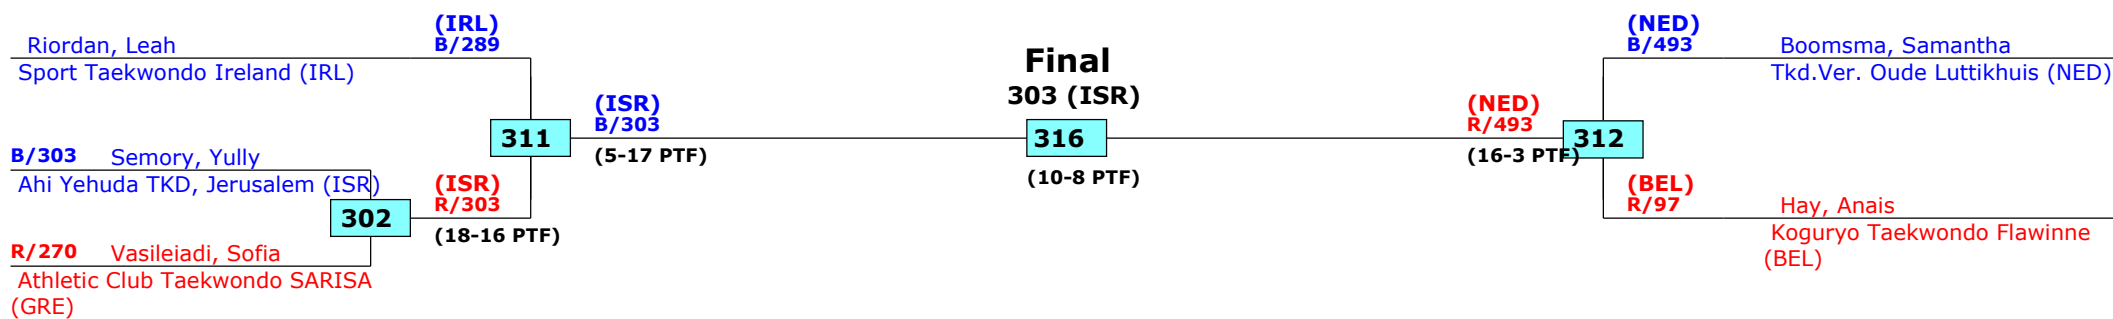 (IRL)
B/289
Riordan, Leah
Sport Taekwondo Ireland (IRL)
311
B/303 Semory, Yully
Ahi Yehuda TKD, Jerusalem (ISR)
302
(ISR)
R/303
(18-16 PTF)
R/270 Vasileiadi, Sofia
Athletic Club Taekwondo SARISA
(GRE)
(ISR)
B/303
(5-17 PTF)
Final
303 (ISR)
316
(10-8 PTF)
(NED)
R/493
(16-3 PTF)
312
(NED)
B/493
Boomsma, Samantha
Tkd.Ver. Oude Luttikhuis (NED)
(BEL)
R/97
Hay, Anais
Koguryo Taekwondo Flawinne
(BEL)